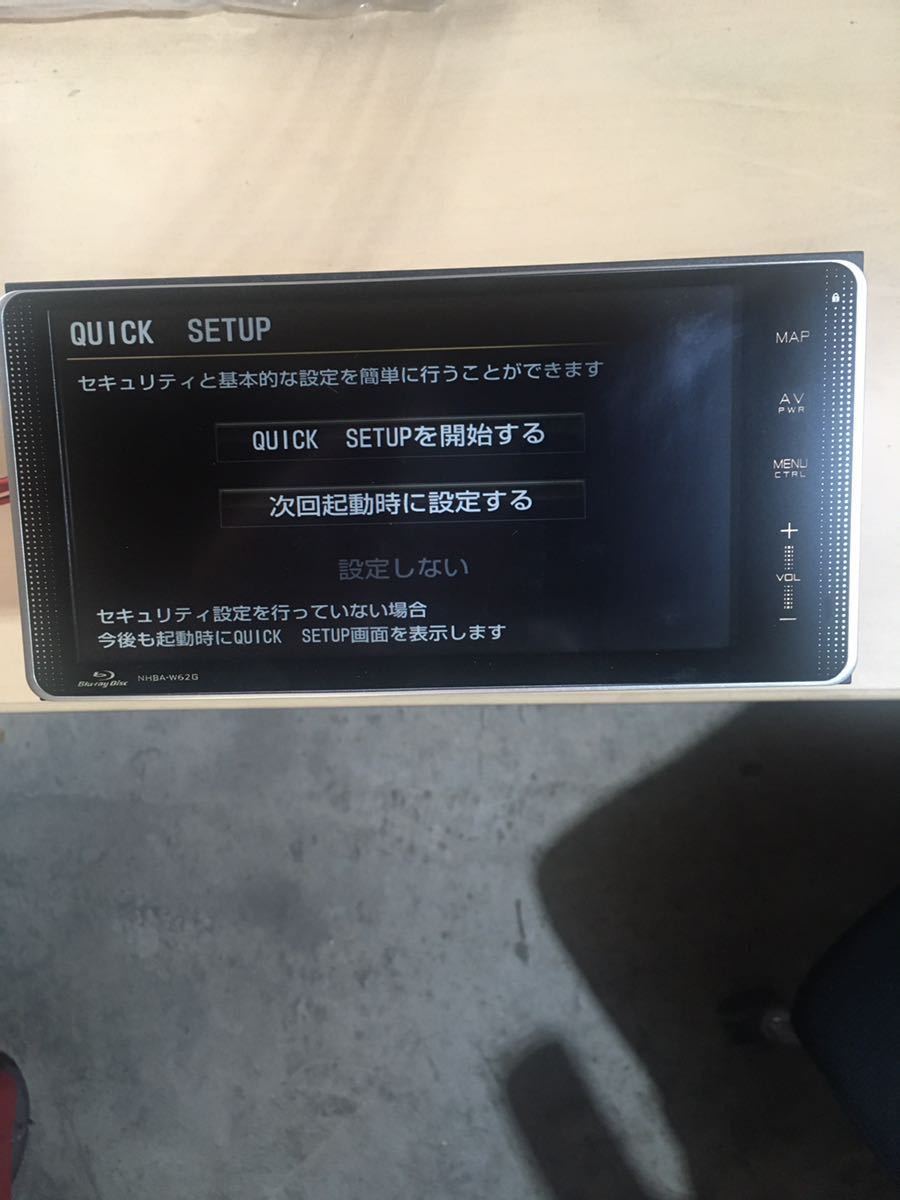 QUICK SETUP
セキュリティと基本的な設定を簡単に行うことができます
QUICK SETUPを開始する
次回起動時に設定する
設定しない
セキュリティ設定を行っていない場合
今後も起動時にQUICK SETUP画面を表示します
Blu-ray Disc NHBA-W62G
MAP
AV
PWR
MENU
CTRL
+
VOL
−